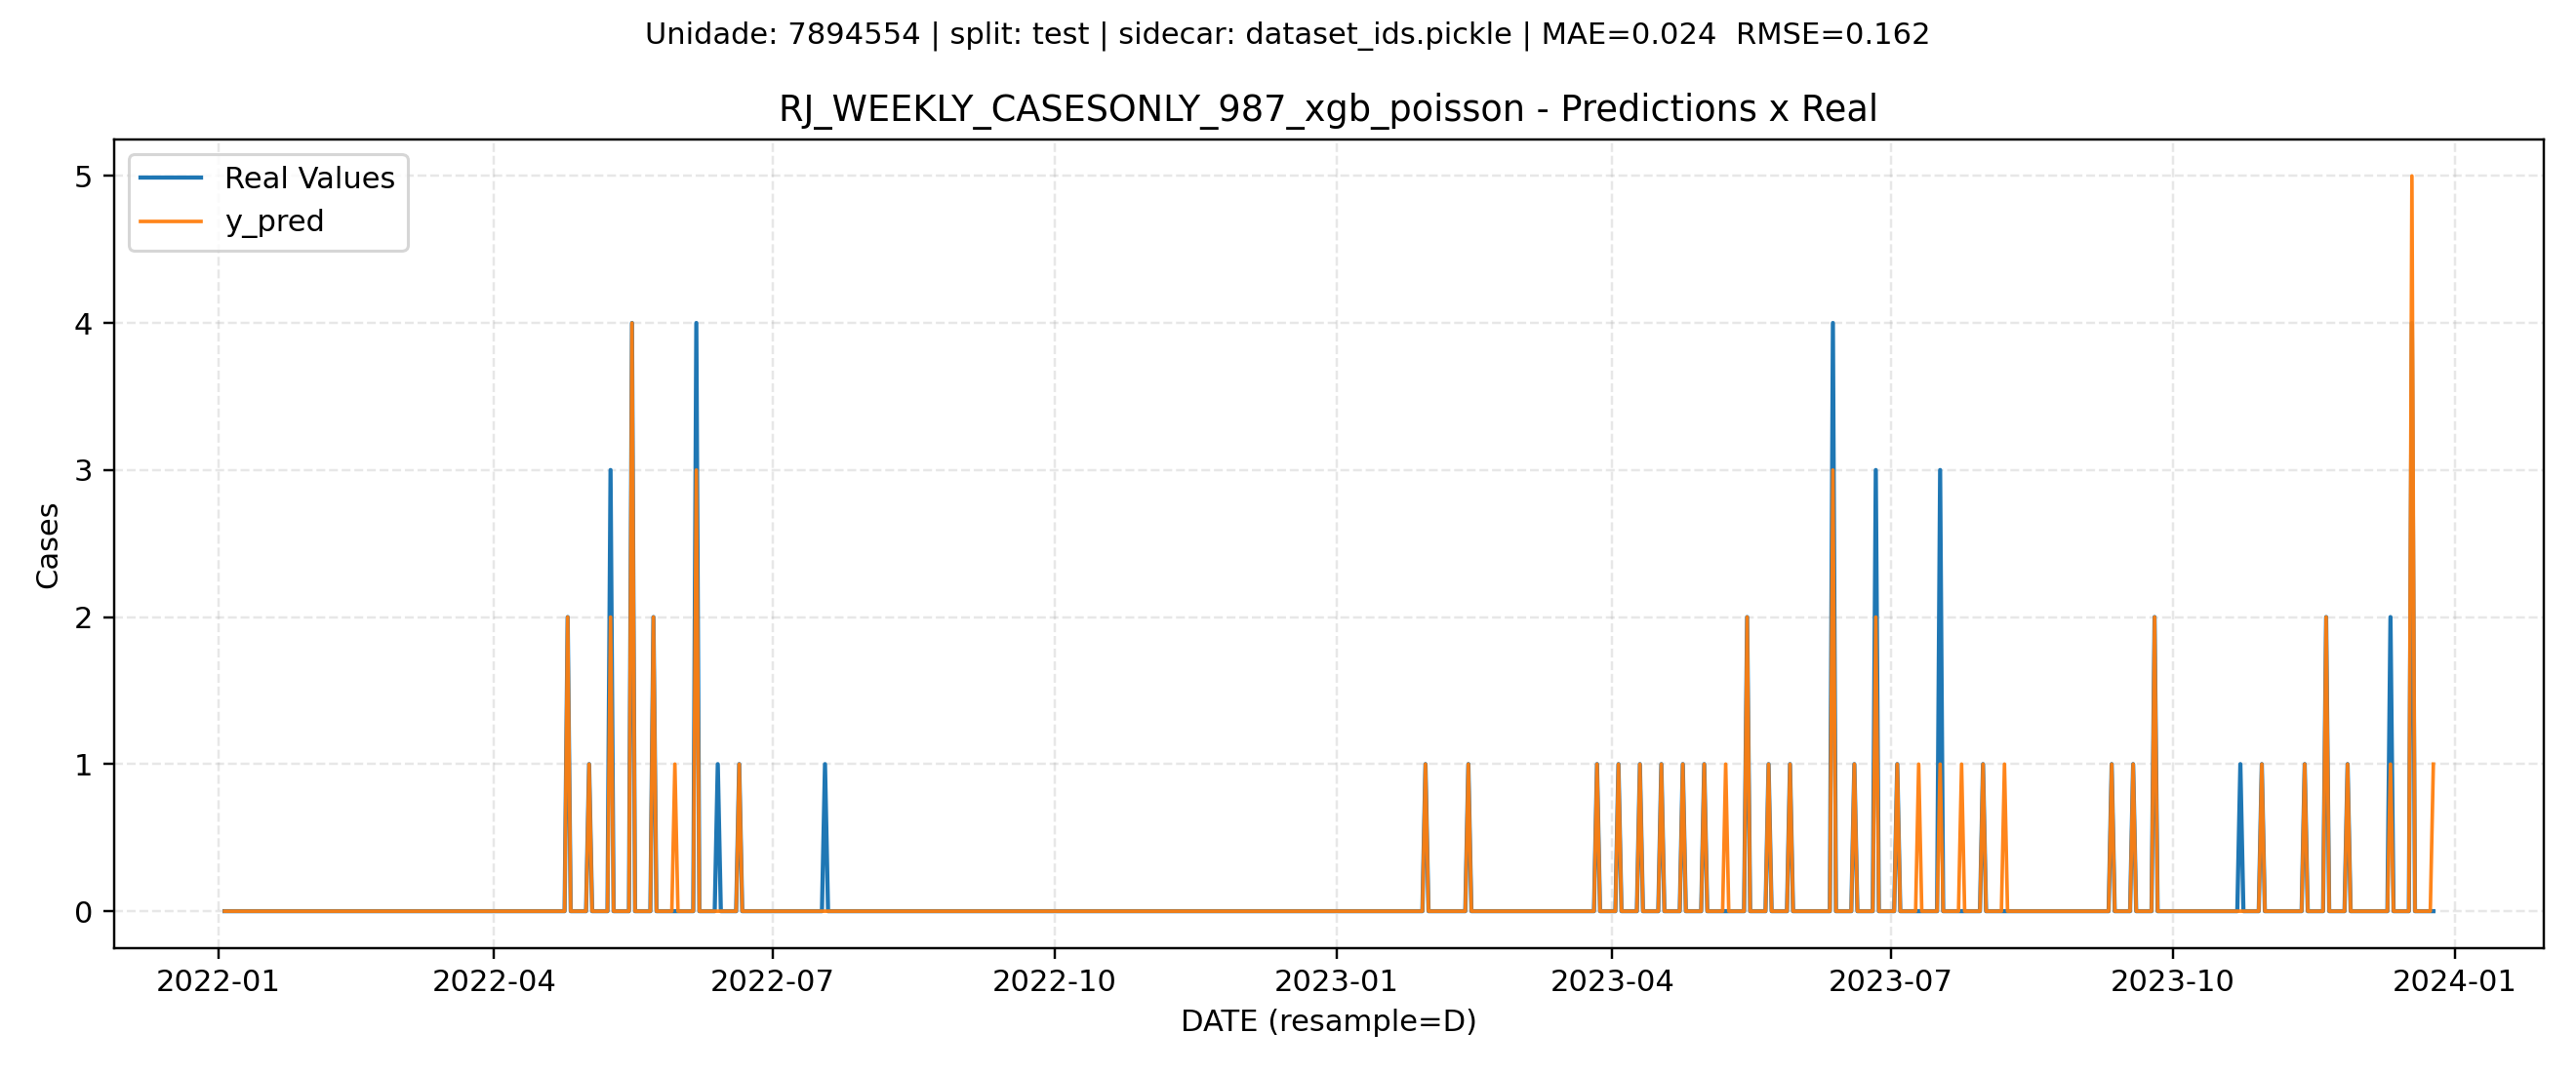 Unidade: 7894554 | split: test | sidecar: dataset_ids.pickle | MAE=0.024  RMSE=0.162
RJ_WEEKLY_CASESONLY_987_xgb_poisson - Predictions x Real
Real Values
y_pred
5
4
3
2
1
0
Cases
2022-01
2022-04
2022-07
2022-10
2023-01
2023-04
2023-07
2023-10
2024-01
DATE (resample=D)